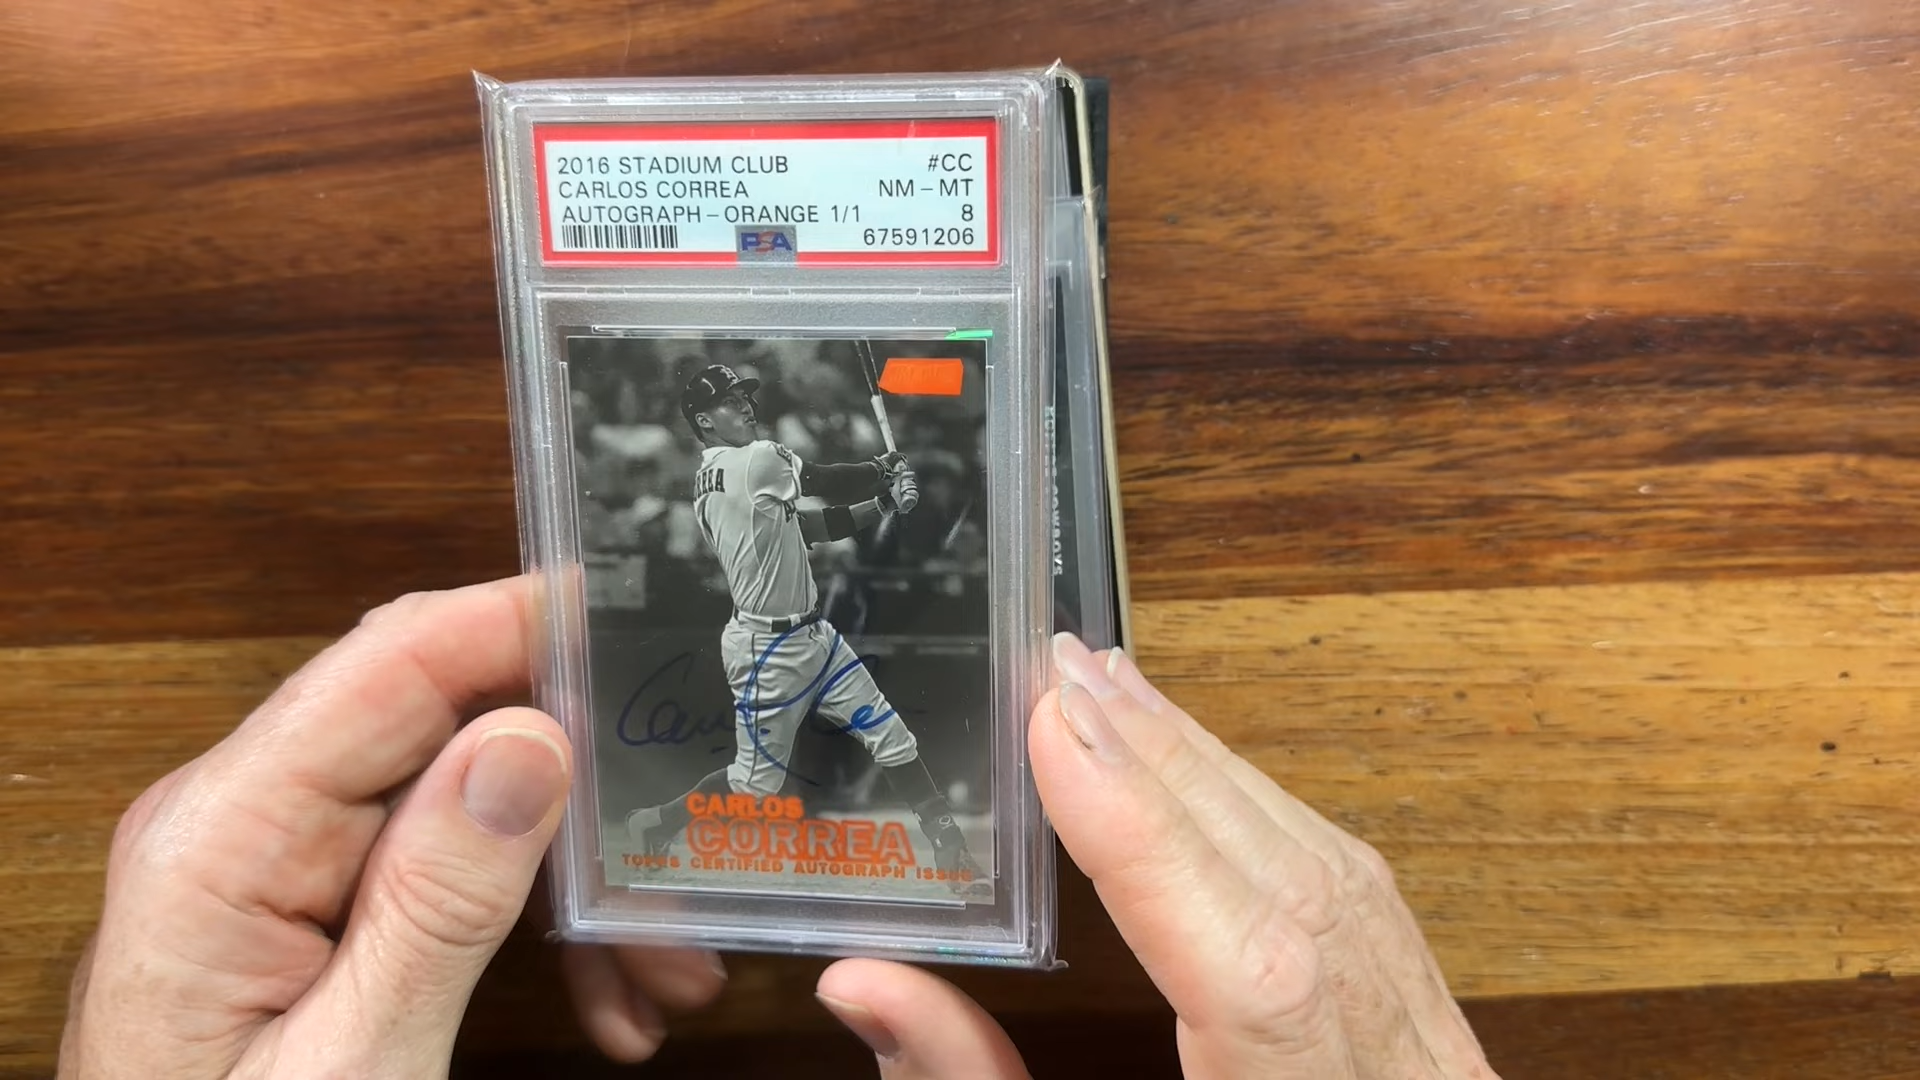 2016 STADIUM CLUB #CC
CARLOS CORREA NM - MT
AUTOGRAPH - ORANGE 1/1 8
PSA 67591206
CARLOS
CORREA
TOPPS CERTIFIED AUTOGRAPH ISSUE
COWBOYS